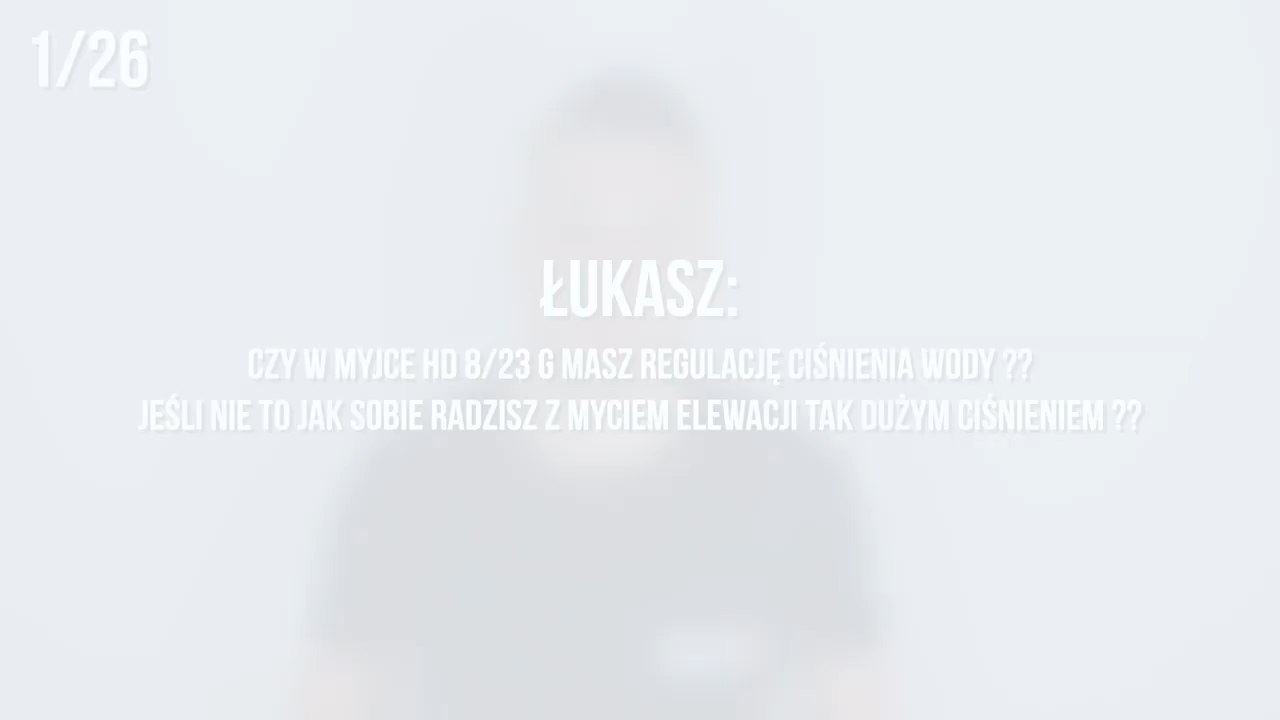 1/26
ŁUKASZ:
CZY W MYJCE HD 8/23 G MASZ REGULACJĘ CIŚNIENIA WODY ??
JEŚLI NIE TO JAK SOBIE RADZISZ Z MYCIEM ELEWACJI TAK DUŻYM CIŚNIENIEM ??